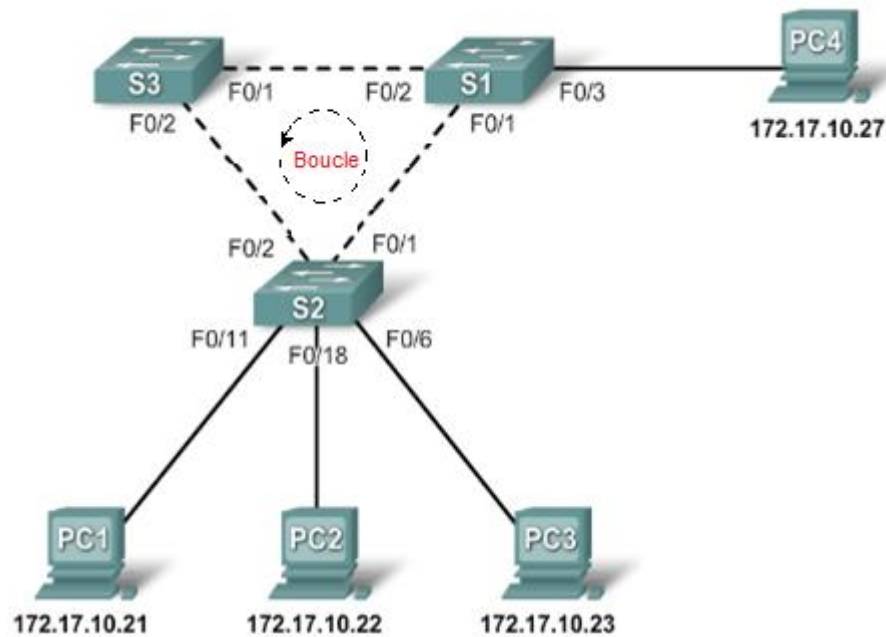 PC4
S3
S1
F0/1
F0/2
F0/3
F0/2
F0/1
172.17.10.27
Boucle
F0/2
F0/1
S2
F0/11
F0/18
F0/6
PC1
PC2
PC3
172.17.10.21
172.17.10.22
172.17.10.23